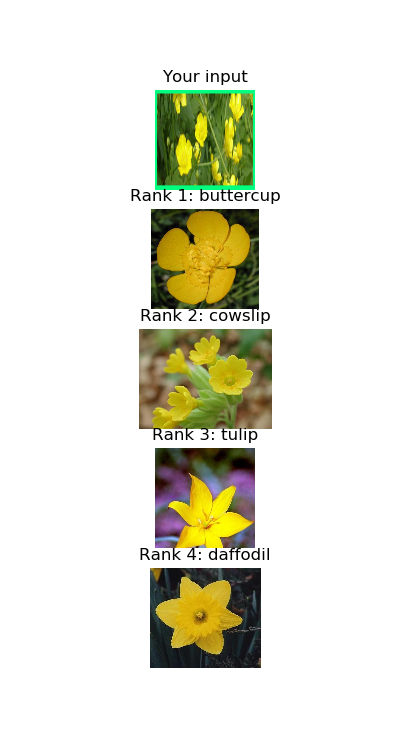 Your input
Rank 1: buttercup
Rank 2: cowslip
Rank 3: tulip
Rank 4: daffodil